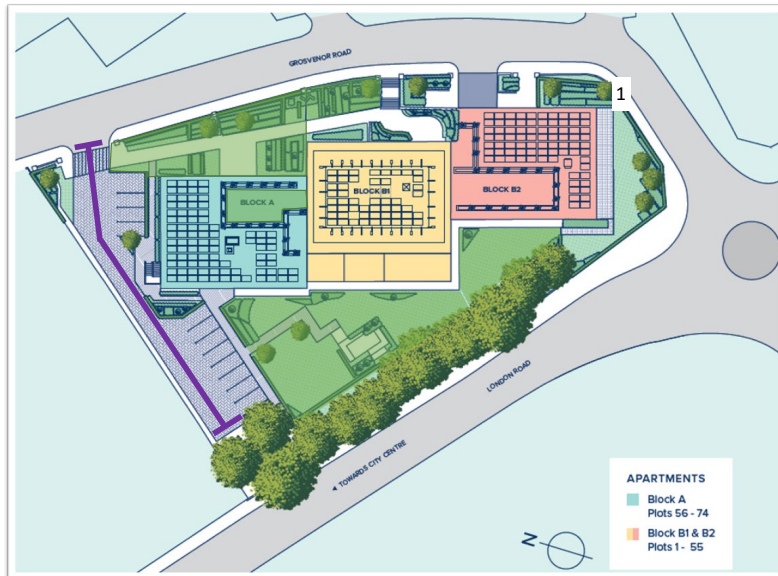 GROSVENOR ROAD
1
BLOCK A
BLOCK B1
BLOCK B2
LONDON ROAD
◄ TOWARDS CITY CENTRE
N
APARTMENTS
Block A
Plots 56 - 74
Block B1 & B2
Plots 1 - 55